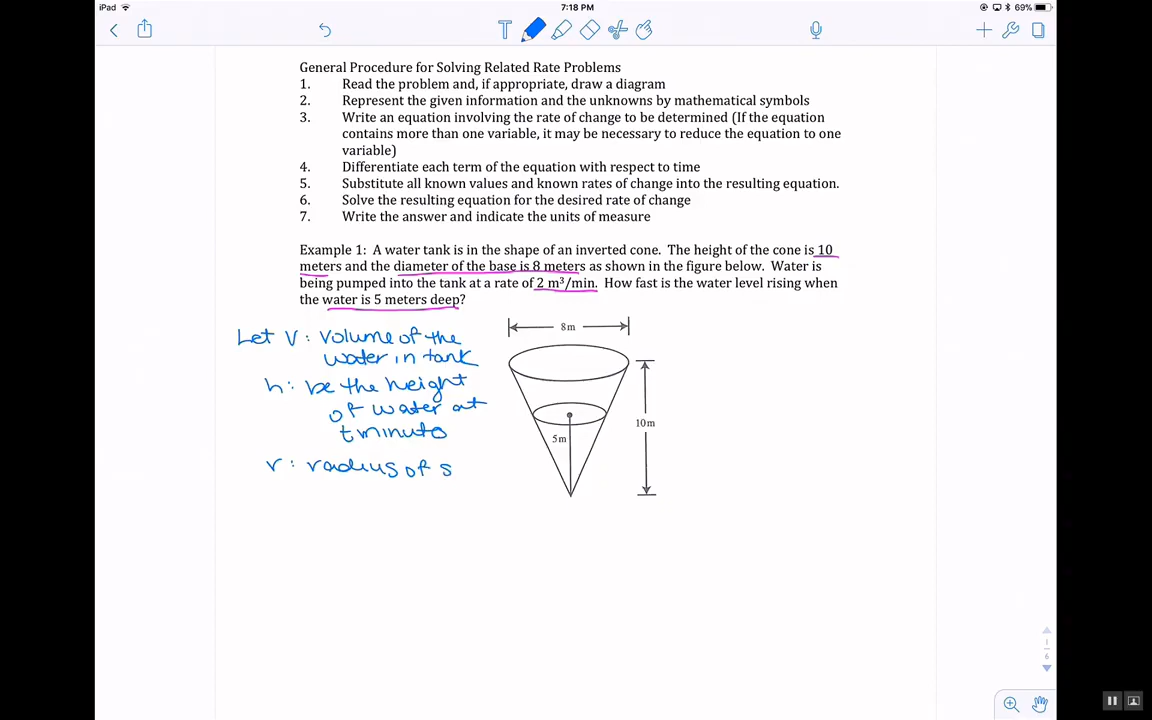 iPad
7:18 PM
69%
T
General Procedure for Solving Related Rate Problems
1. Read the problem and, if appropriate, draw a diagram
2. Represent the given information and the unknowns by mathematical symbols
3. Write an equation involving the rate of change to be determined (If the equation
contains more than one variable, it may be necessary to reduce the equation to one
variable)
4. Differentiate each term of the equation with respect to time
5. Substitute all known values and known rates of change into the resulting equation.
6. Solve the resulting equation for the desired rate of change
7. Write the answer and indicate the units of measure
Example 1: A water tank is in the shape of an inverted cone. The height of the cone is 10
meters and the diameter of the base is 8 meters as shown in the figure below. Water is
being pumped into the tank at a rate of 2 m³/min. How fast is the water level rising when
the water is 5 meters deep?
Let V: volume of the
water in tank
h: be the height
of water at
t minuto
r: radius of s
8m
5m
10m
1
6